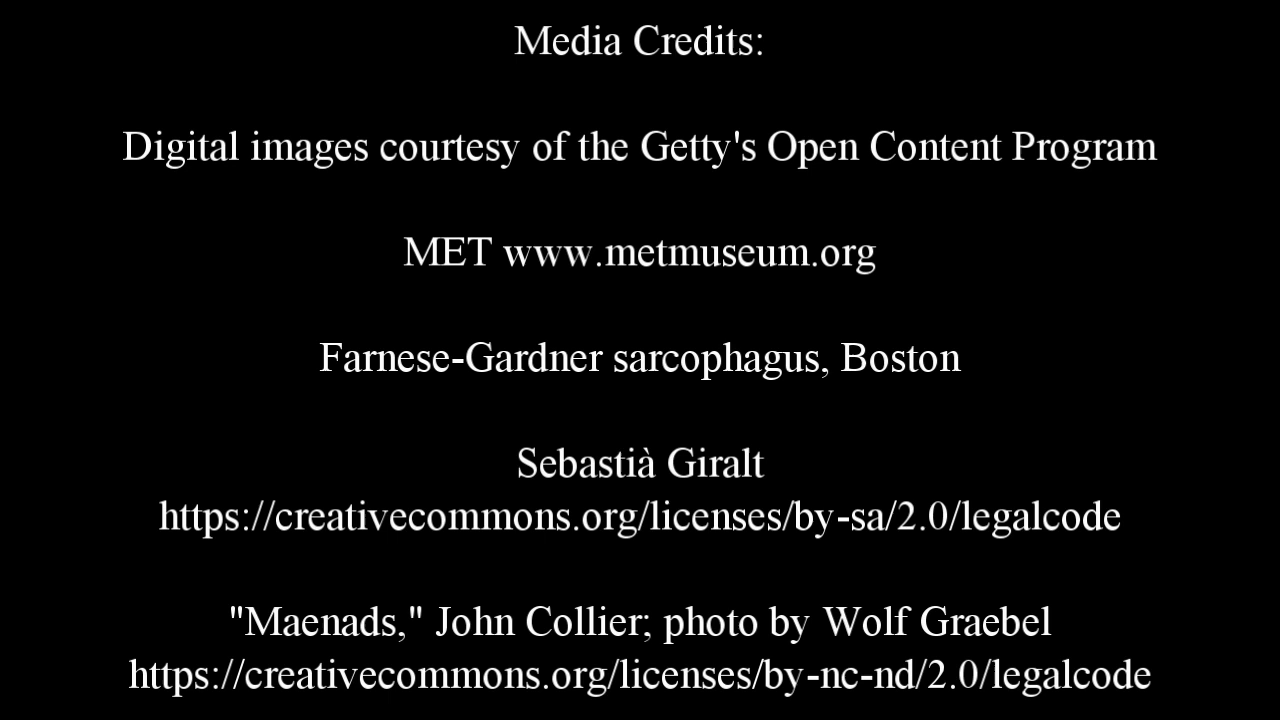 Media Credits:
Digital images courtesy of the Getty's Open Content Program
MET www.metmuseum.org
Farnese-Gardner sarcophagus, Boston
Sebastià Giralt
https://creativecommons.org/licenses/by-sa/2.0/legalcode
"Maenads," John Collier; photo by Wolf Graebel
https://creativecommons.org/licenses/by-nc-nd/2.0/legalcode